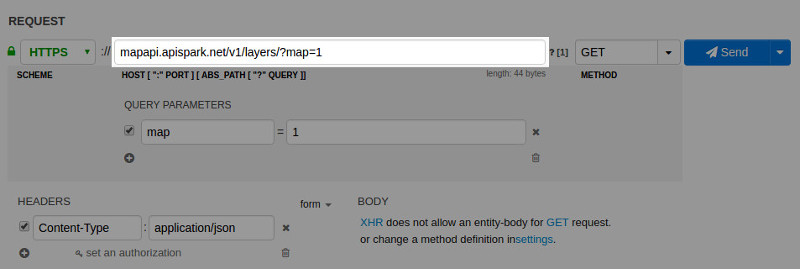 REQUEST
HTTPS :// mapapi.apispark.net/v1/layers/?map=1 ? [1] GET Send
SCHEME HOST [ ":" PORT ] [ ABS_PATH [ "?" QUERY ]] length: 44 bytes METHOD
QUERY PARAMETERS
map = 1
HEADERS form BODY
Content-Type : application/json XHR does not allow an entity-body for GET request.
or change a method definition insettings.
set an authorization